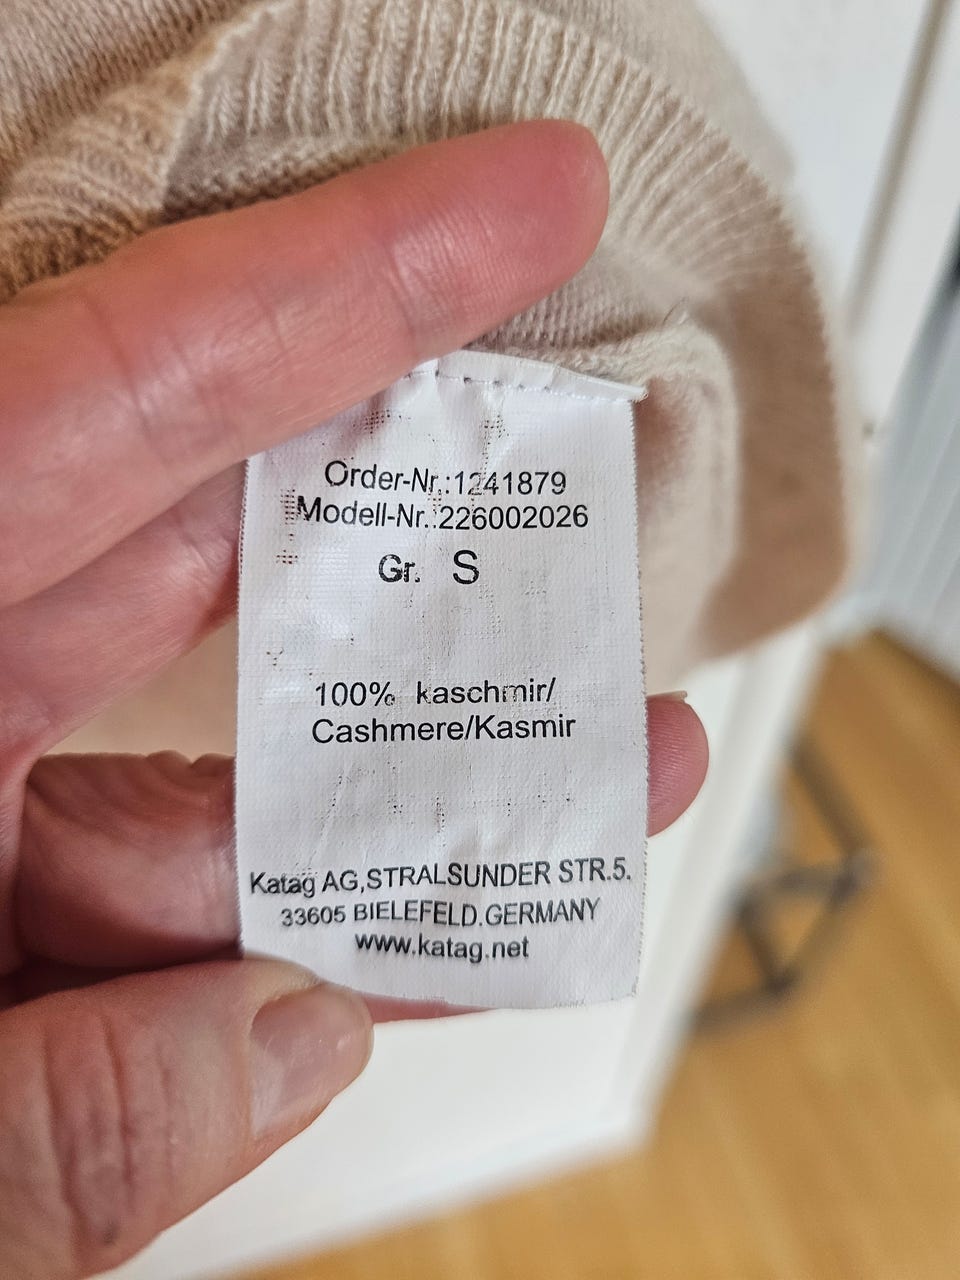 Order-Nr.:1241879
Modell-Nr.:226002026
Gr. S
100% kaschmir/
Cashmere/Kasmir
Katag AG,STRALSUNDER STR.5.
33605 BIELEFELD.GERMANY
www.katag.net